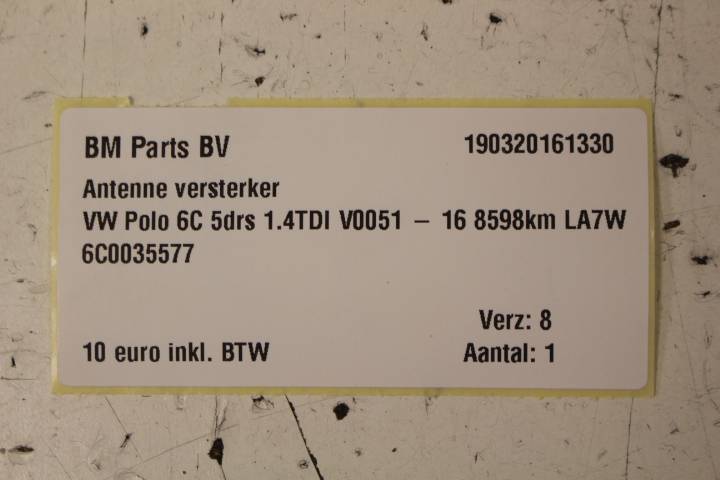 BM Parts BV 190320161330
Antenne versterker
VW Polo 6C 5drs 1.4TDI V0051 – 16 8598km LA7W
6C0035577
Verz: 8
10 euro inkl. BTW Aantal: 1